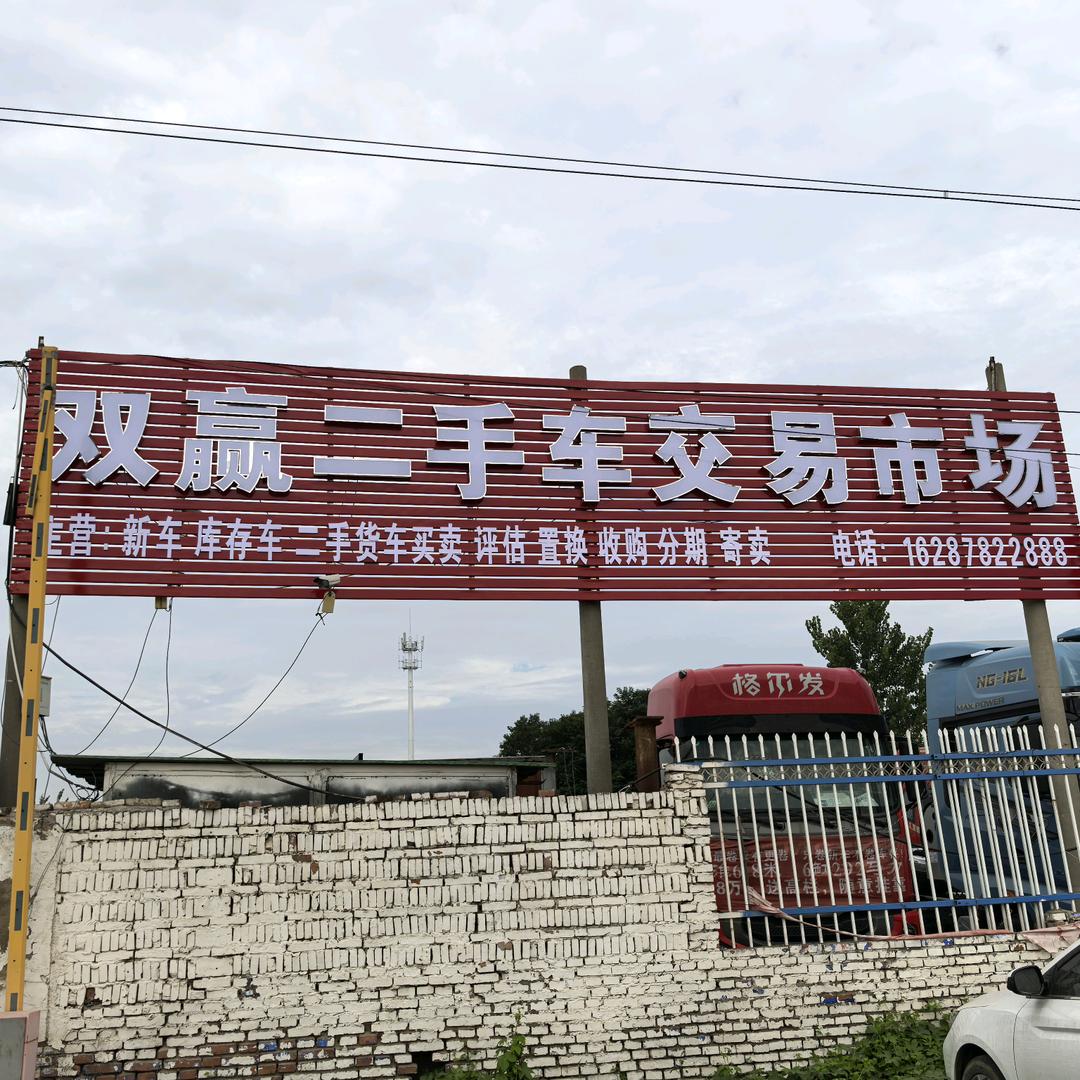 双赢二手车交易市场
主营：新车 库存车 二手货车买卖 评估 置换 收购 分期 寄卖 电话：16287822888
格尔发
NG-16L
MAX POWER